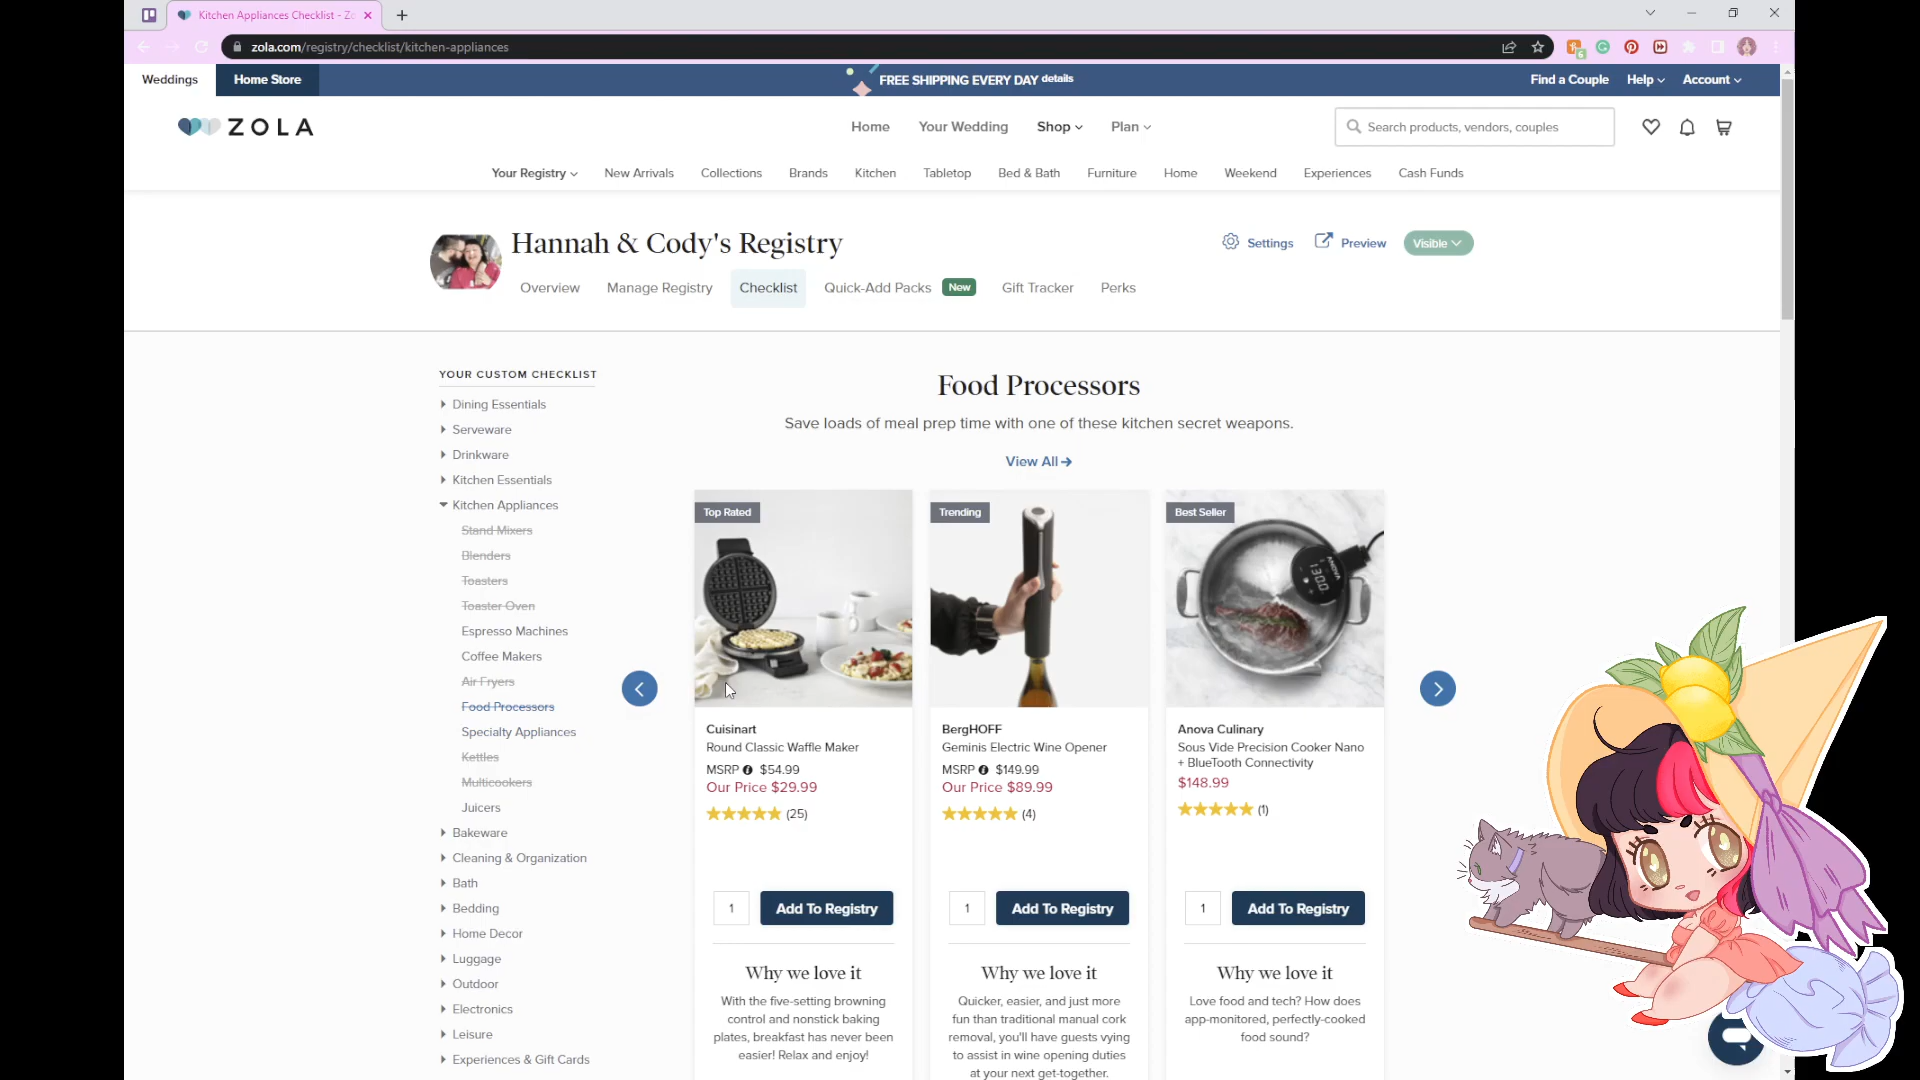 Kitchen Appliances Checklist - Zo
zola.com/registry/checklist/kitchen-appliances
Weddings
Home Store
FREE SHIPPING EVERY DAY details
Find a Couple
Help
Account
ZOLA
Home
Your Wedding
Shop
Plan
Search products, vendors, couples
Your Registry
New Arrivals
Collections
Brands
Kitchen
Tabletop
Bed & Bath
Furniture
Home
Weekend
Experiences
Cash Funds
Hannah & Cody's Registry
Settings
Preview
Visible
Overview
Manage Registry
Checklist
Quick-Add Packs
New
Gift Tracker
Perks
YOUR CUSTOM CHECKLIST
Dining Essentials
Serveware
Drinkware
Kitchen Essentials
Kitchen Appliances
Stand Mixers
Blenders
Toasters
Toaster Oven
Espresso Machines
Coffee Makers
Air Fryers
Food Processors
Specialty Appliances
Kettles
Multicookers
Juicers
Bakeware
Cleaning & Organization
Bath
Bedding
Home Decor
Luggage
Outdoor
Electronics
Leisure
Experiences & Gift Cards
Food Processors
Save loads of meal prep time with one of these kitchen secret weapons.
View All
Top Rated
Cuisinart
Round Classic Waffle Maker
MSRP $54.99
Our Price $29.99
(25)
1
Add To Registry
Why we love it
With the five-setting browning
control and nonstick baking
plates, breakfast has never been
easier! Relax and enjoy!
Trending
BergHOFF
Geminis Electric Wine Opener
MSRP $149.99
Our Price $89.99
(4)
1
Add To Registry
Why we love it
Quicker, easier, and just more
fun than traditional manual cork
removal, you'll have guests vying
to assist in wine opening duties
at your next get-together.
Best Seller
Anova Culinary
Sous Vide Precision Cooker Nano
+ BlueTooth Connectivity
$148.99
(1)
1
Add To Registry
Why we love it
Love food and tech? How does
app-monitored, perfectly-cooked
food sound?